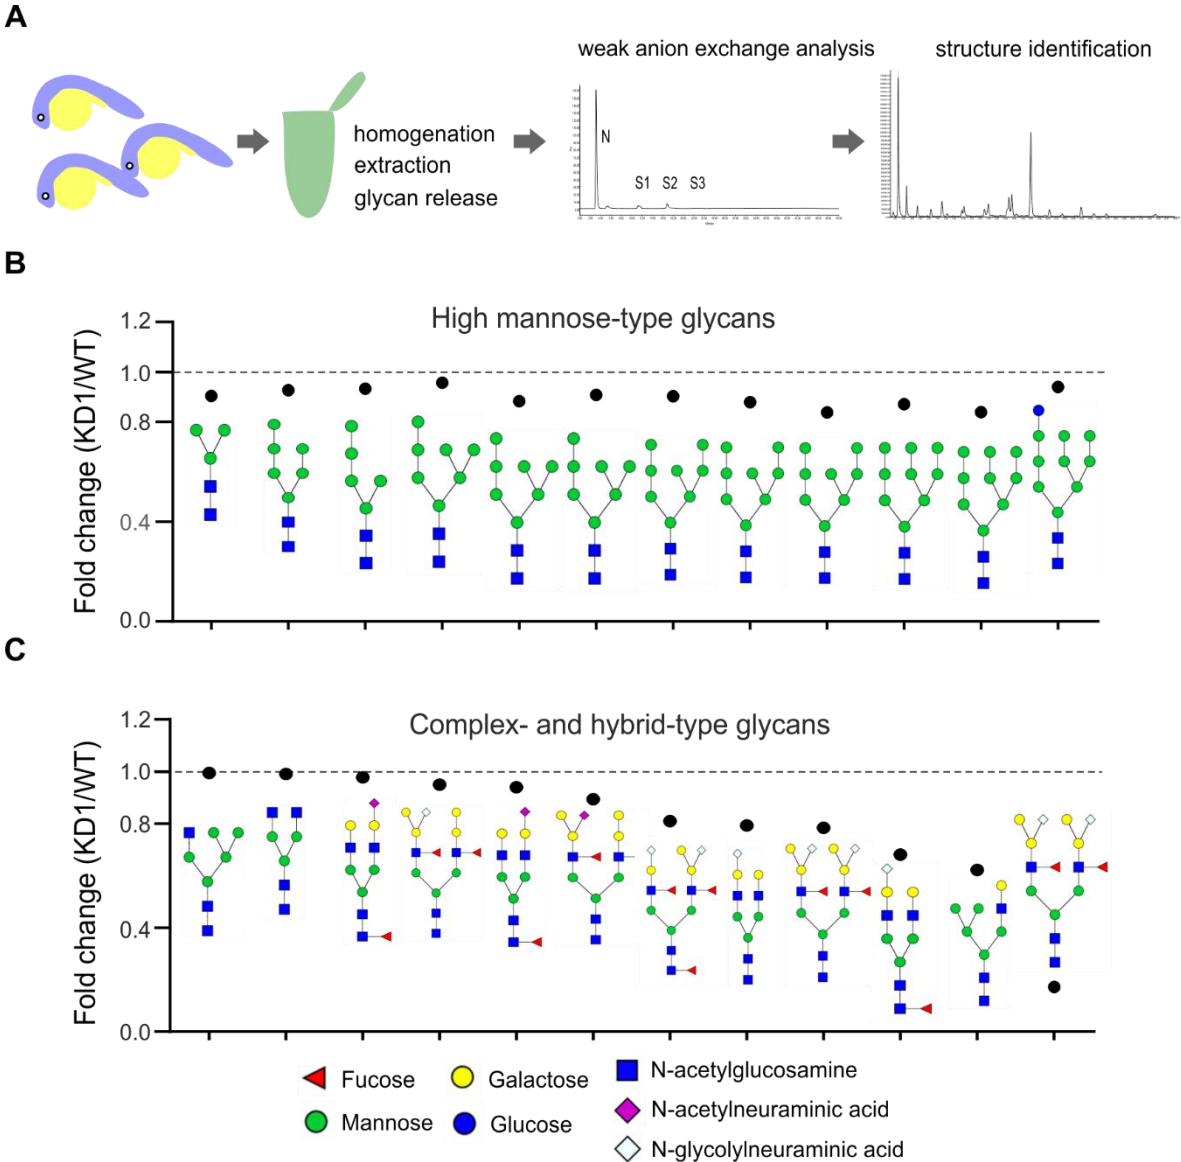 A
weak anion exchange analysis
structure identification
homogenation
extraction
glycan release
N
S1 S2 S3
B
High mannose-type glycans
Fold change (KD1/WT)
1.2
1.0
0.8
0.4
0.0
C
Complex- and hybrid-type glycans
Fold change (KD1/WT)
1.2
1.0
0.8
0.4
0.0
Fucose
Galactose
N-acetylglucosamine
Mannose
Glucose
N-acetylneuraminic acid
N-glycolylneuraminic acid